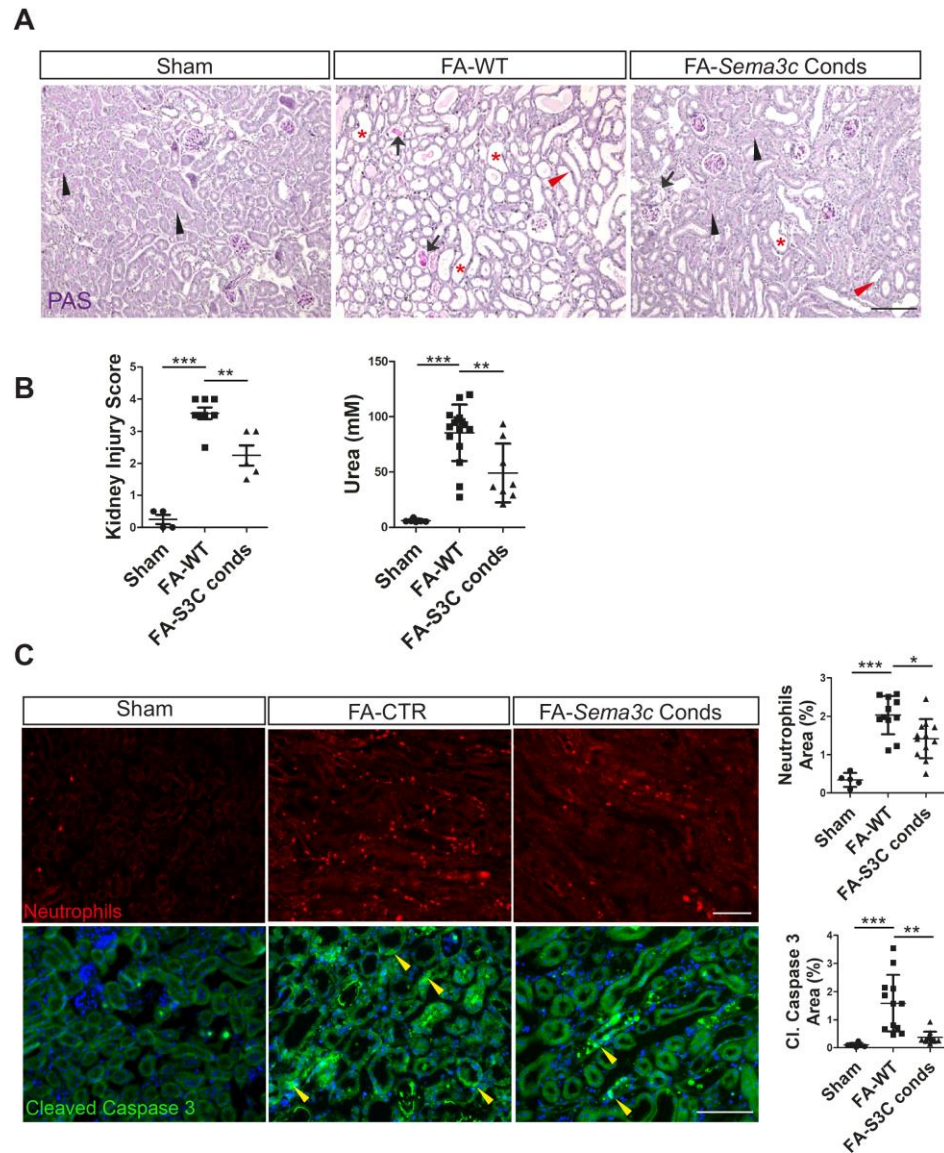 A
Sham
FA-WT
FA-Sema3c Conds
*
*
*
*
PAS
B
Kidney Injury Score
5
4
3
2
1
0
***
**
Sham
FA-WT
FA-S3C conds
Urea (mM)
150
100
50
0
***
**
Sham
FA-WT
FA-S3C conds
C
Sham
FA-CTR
FA-Sema3c Conds
Neutrophils
Cleaved Caspase 3
Neutrophils
Area (%)
3
2
1
0
***
*
Sham
FA-WT
FA-S3C conds
Cl. Caspase 3
Area (%)
4
3
2
1
0
***
**
Sham
FA-WT
FA-S3C conds